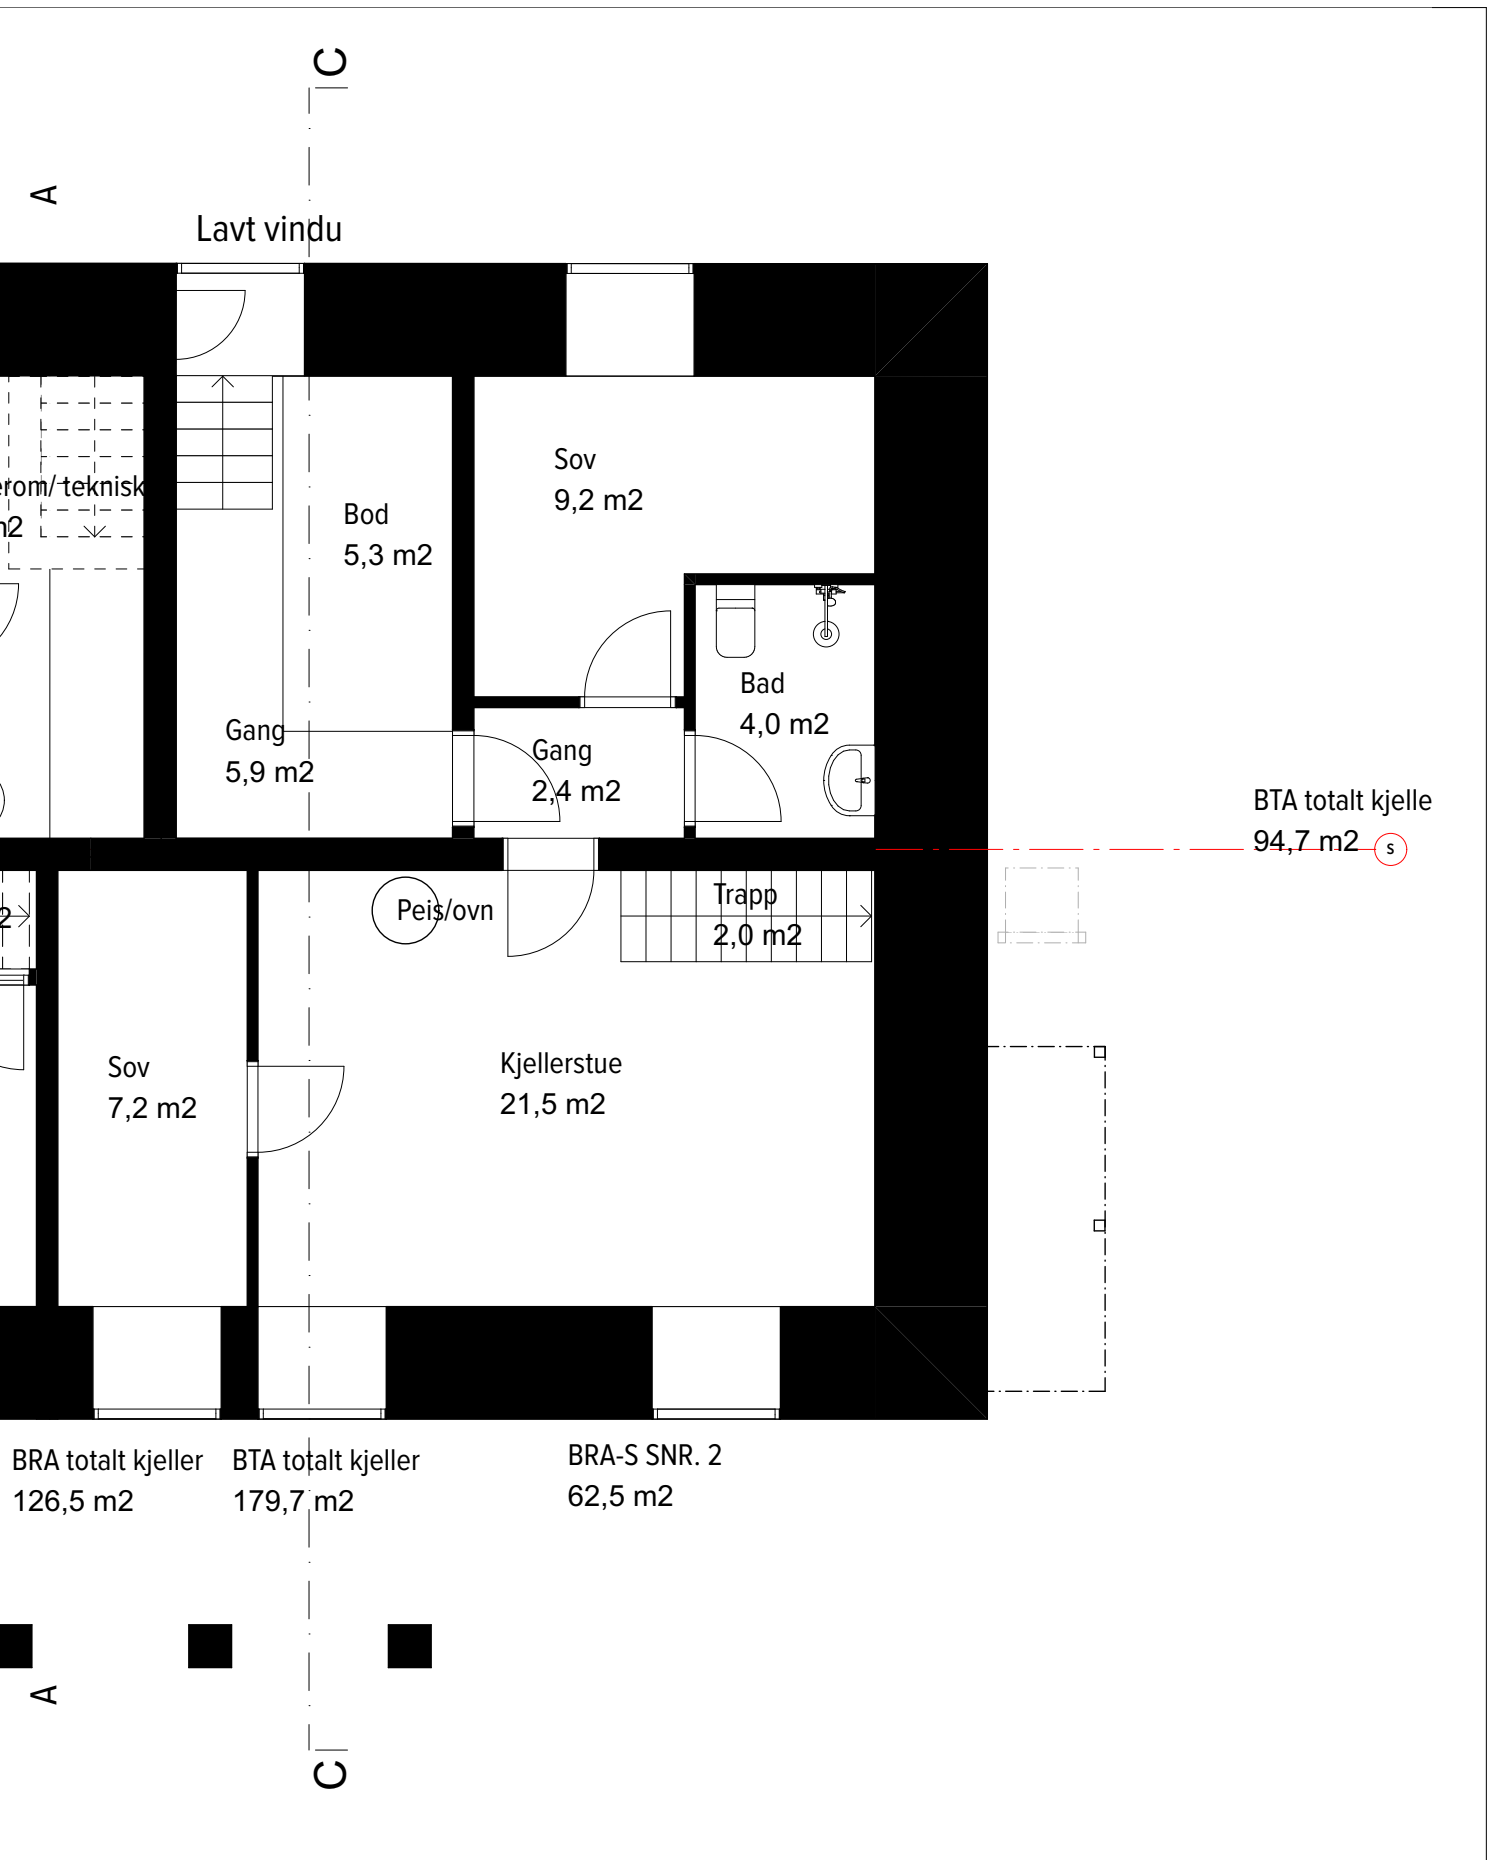 C
A
Lavt vindu
Sov
9,2 m2
teknisk
Bod
5,3 m2
Bad
4,0 m2
Gang
5,9 m2
Gang
2,4 m2
BTA totalt kjelle
94,7 m2
S
Trapp
2,0 m2
Peis/ovn
Sov
7,2 m2
Kjellerstue
21,5 m2
BRA totalt kjeller
126,5 m2
BTA totalt kjeller
179,7 m2
BRA-S SNR. 2
62,5 m2
A
C